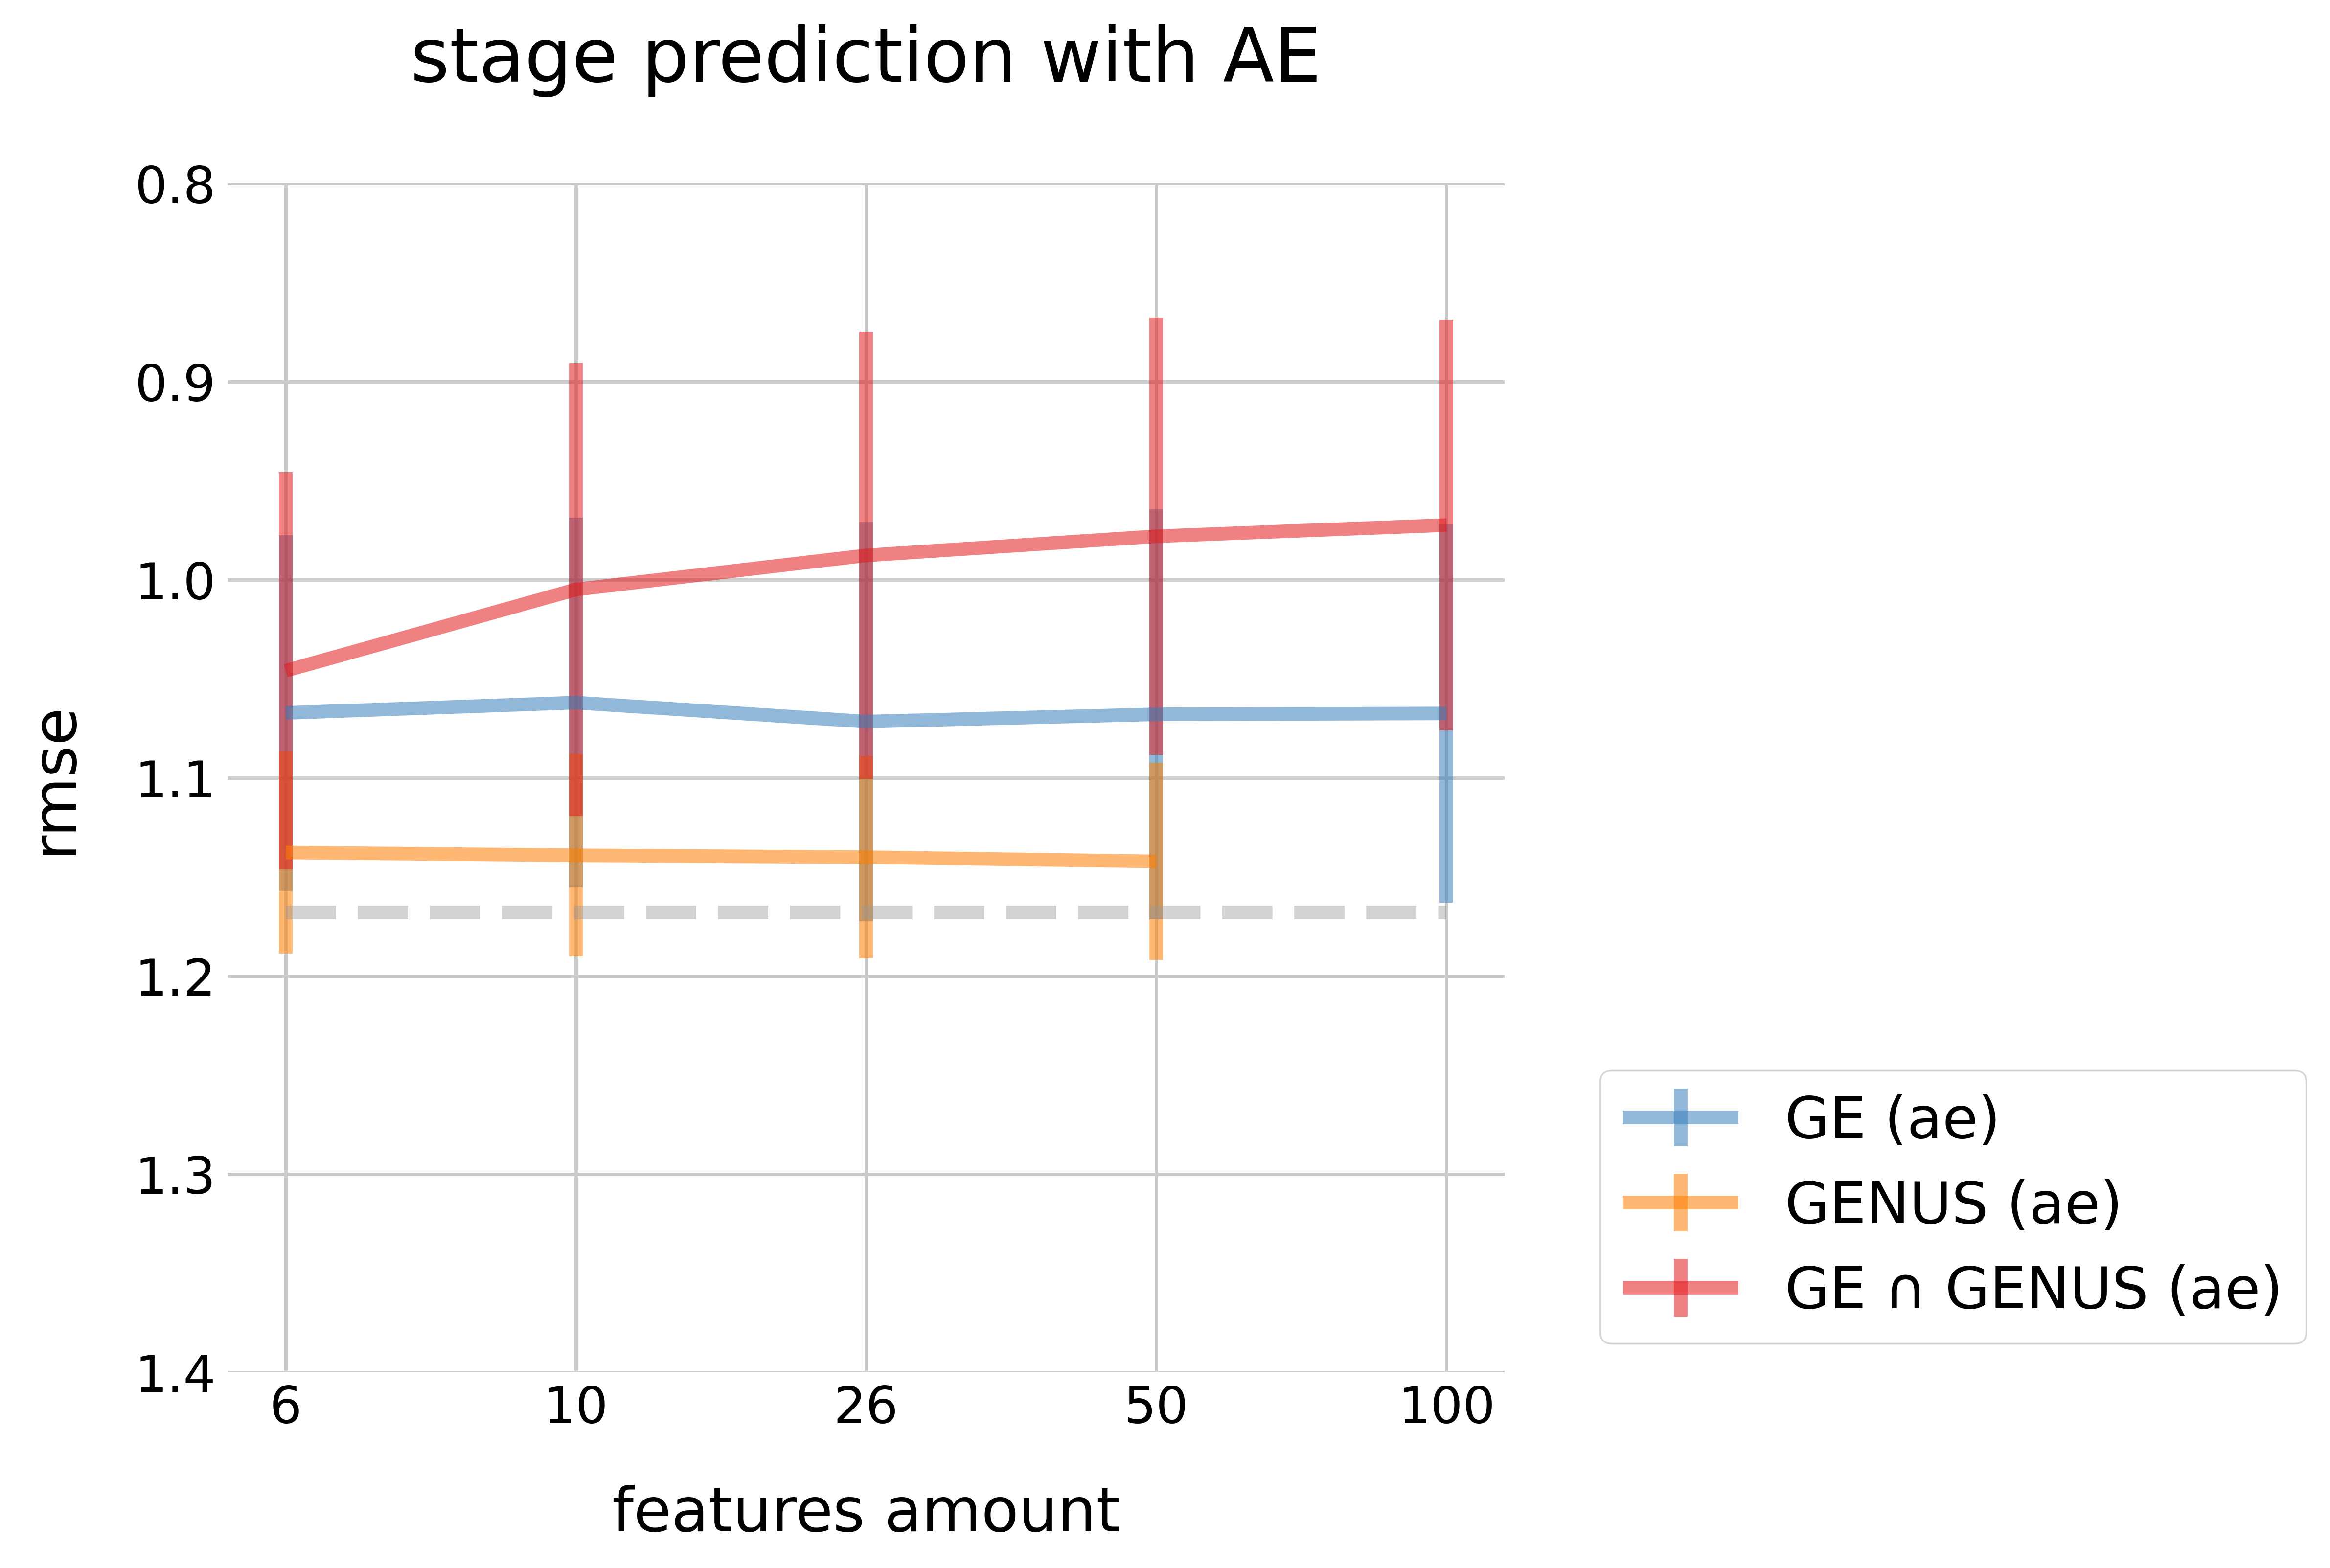 stage prediction with AE
0.8
0.9
1.0
1.1
1.2
1.3
1.4
rmse
6 10 26 50 100
features amount
GE (ae)
GENUS (ae)
GE ∩ GENUS (ae)